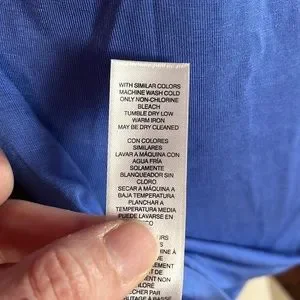 WITH SIMILAR COLORS
MACHINE WASH COLD
ONLY NON-CHLORINE
BLEACH
TUMBLE DRY LOW
WARM IRON
MAY BE DRY CLEANED
CON COLORES
SIMILARES
LAVAR A MÁQUINA CON
AGUA FRÍA
SOLAMENTE
BLANQUEADOR SIN
CLORO
SECAR A MÁQUINA A
BAJA TEMPERATURA
PLANCHAR A
TEMPERATURA MEDIA
PUEDE LAVARSE EN